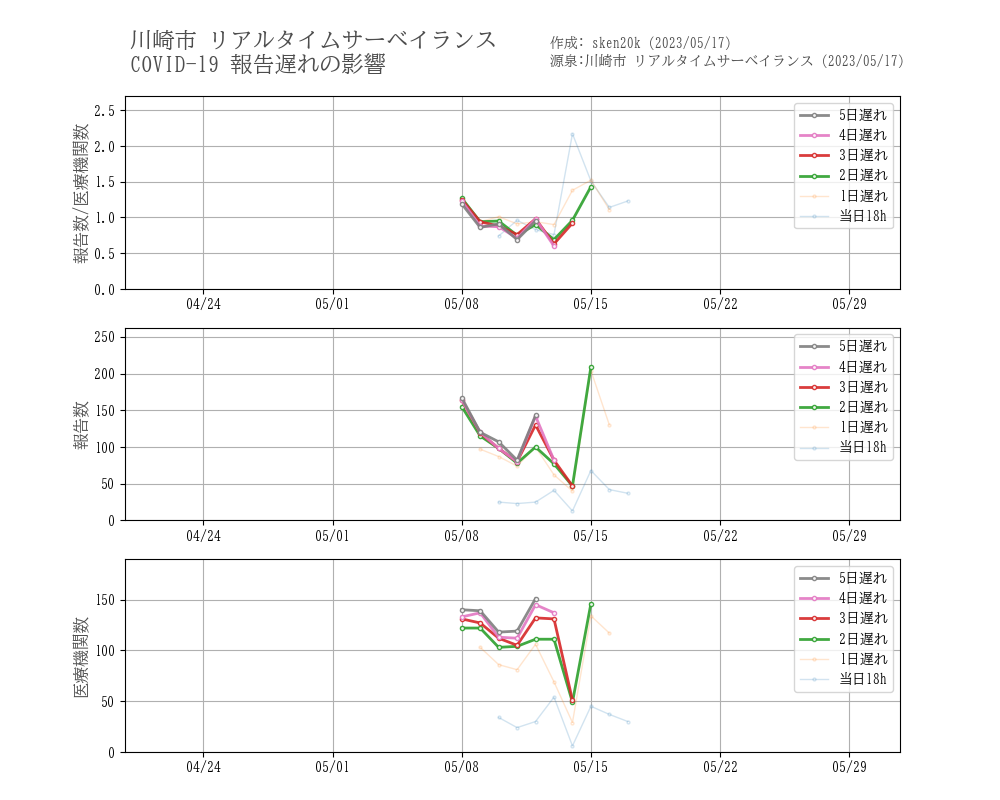 川崎市 リアルタイムサーベイランス
COVID-19 報告遅れの影響
作成: sken20k (2023/05/17)
源泉:川崎市 リアルタイムサーベイランス (2023/05/17)
報告数/医療機関数
2.5
2.0
1.5
1.0
0.5
0.0
5日遅れ
4日遅れ
3日遅れ
2日遅れ
1日遅れ
当日18h
04/24 05/01 05/08 05/15 05/22 05/29
報告数
250
200
150
100
50
0
5日遅れ
4日遅れ
3日遅れ
2日遅れ
1日遅れ
当日18h
04/24 05/01 05/08 05/15 05/22 05/29
医療機関数
150
100
50
0
5日遅れ
4日遅れ
3日遅れ
2日遅れ
1日遅れ
当日18h
04/24 05/01 05/08 05/15 05/22 05/29